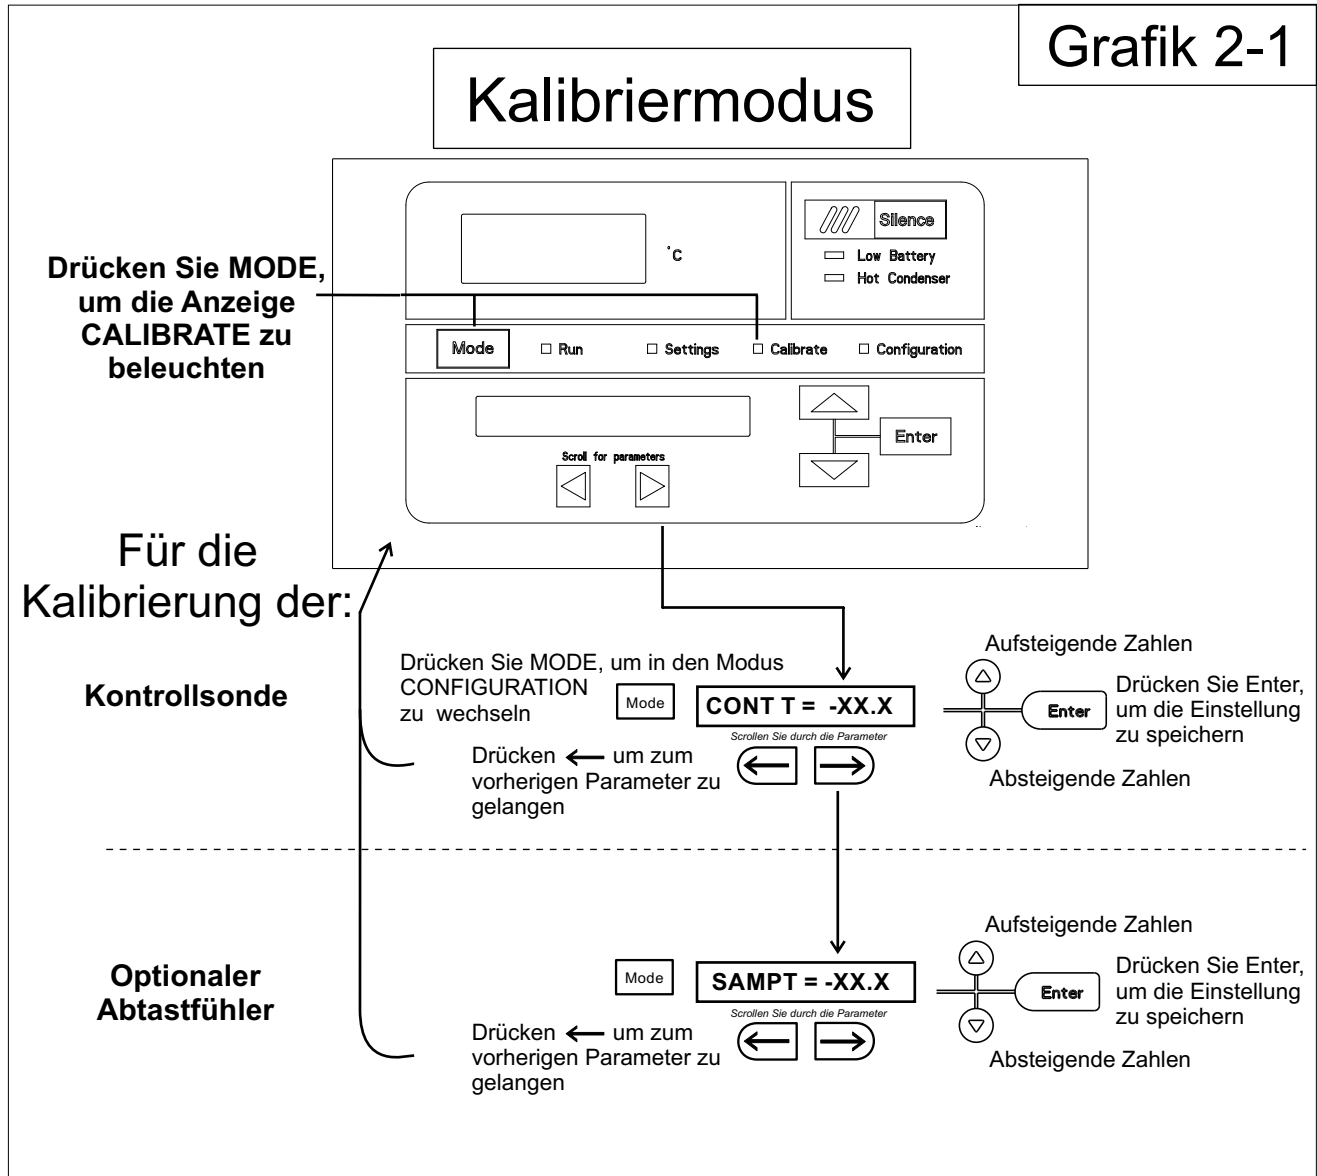 Grafik 2-1
Kalibriermodus
Silence
Low Battery
Hot Condenser
°C
Drücken Sie MODE,
um die Anzeige
CALIBRATE zu
beleuchten
Mode
Run
Settings
Calibrate
Configuration
Enter
Scroll for parameters
Für die
Kalibrierung der:
Kontrollsonde
Drücken Sie MODE, um in den Modus
CONFIGURATION
zu wechseln
Mode
CONT T = -XX.X
Scrollen Sie durch die Parameter
Drücken ← um zum
vorherigen Parameter zu
gelangen
Aufsteigende Zahlen
Enter
Drücken Sie Enter,
um die Einstellung
zu speichern
Absteigende Zahlen
Optionaler
Abtastfühler
Mode
SAMPT = -XX.X
Scrollen Sie durch die Parameter
Drücken ← um zum
vorherigen Parameter zu
gelangen
Aufsteigende Zahlen
Enter
Drücken Sie Enter,
um die Einstellung
zu speichern
Absteigende Zahlen